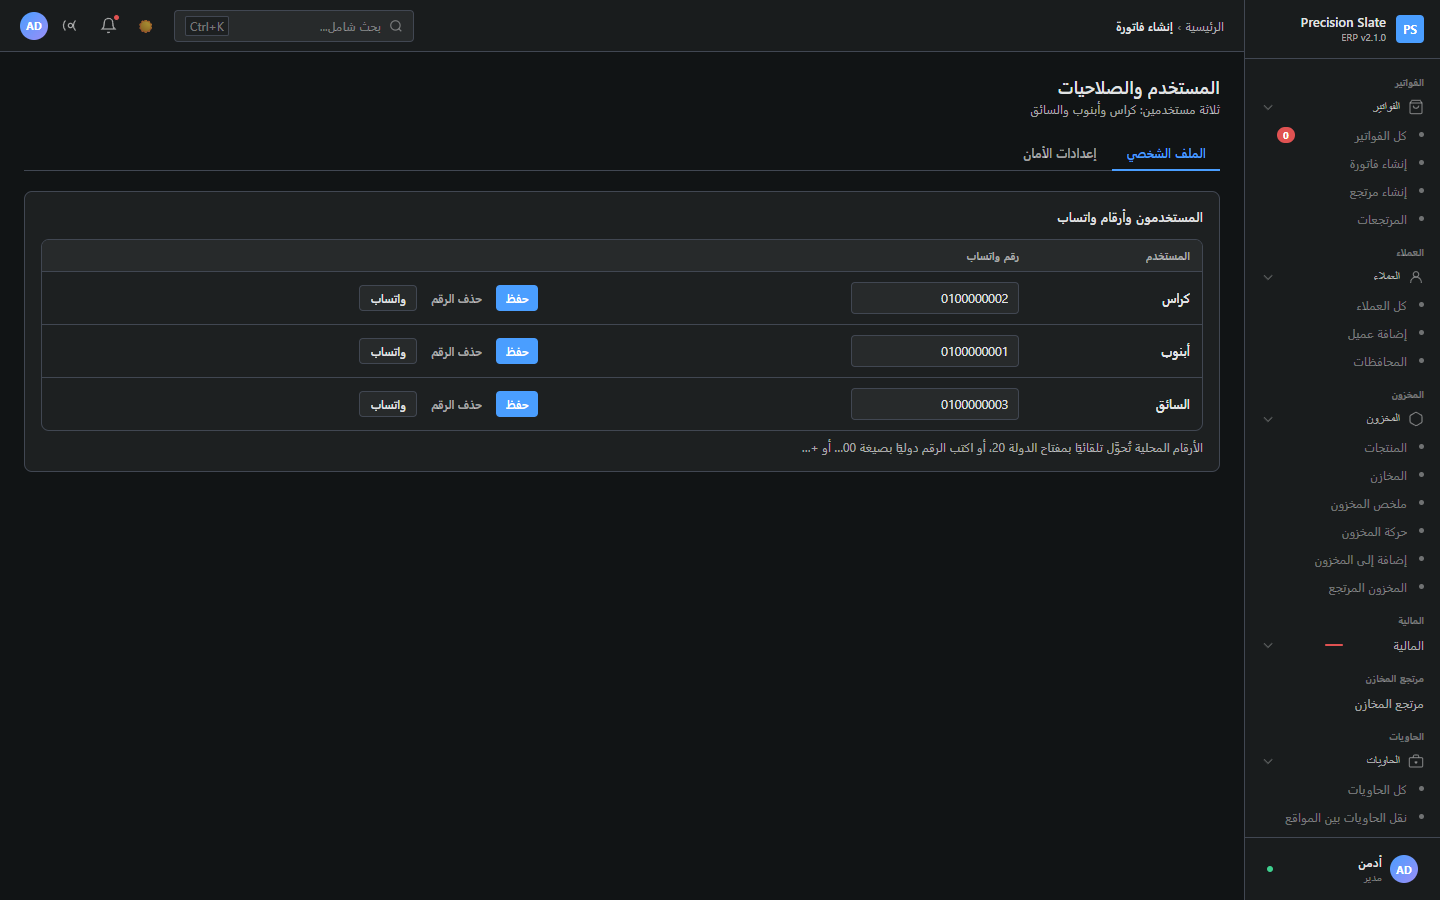 Precision Slate
ERP v2.1.0
PS
الرئيسية › إنشاء فاتورة
بحث شامل...
Ctrl+K
AD
الفواتير
الفواتير
كل الفواتير
0
إنشاء فاتورة
إنشاء مرتجع
المرتجعات
العملاء
العملاء
كل العملاء
إضافة عميل
المحافظات
المخزون
المخزون
المنتجات
المخازن
ملخص المخزون
حركة المخزون
إضافة إلى المخزون
المخزون المرتجع
المالية
المالية
مرتجع المخازن
مرتجع المخازن
الحاويات
الحاويات
كل الحاويات
نقل الحاويات بين المواقع
أدمن
مدير
AD
المستخدم والصلاحيات
ثلاثة مستخدمين: كراس وأبنوب والسائق
الملف الشخصي
إعدادات الأمان
المستخدمون وأرقام واتساب
المستخدم
رقم واتساب
كراس 0100000002 حفظ حذف الرقم واتساب
أبنوب 0100000001 حفظ حذف الرقم واتساب
السائق 0100000003 حفظ حذف الرقم واتساب
الأرقام المحلية تُحوَّل تلقائيًا بمفتاح الدولة 20، أو اكتب الرقم دوليًا بصيغة 00... أو +...